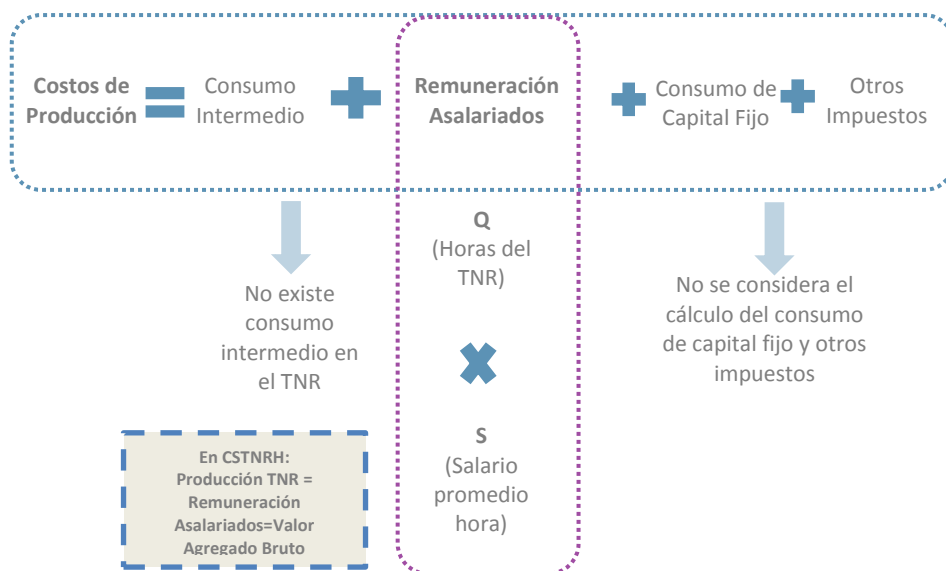 Costos de
Producción
Consumo
Intermedio
Remuneración
Asalariados
Consumo de
Capital Fijo
Otros
Impuestos
No existe
consumo
intermedio en
el TNR
Q
(Horas del
TNR)
S
(Salario
promedio
hora)
No se considera el
cálculo del consumo
de capital fijo y otros
impuestos
En CSTNRH:
Producción TNR =
Remuneración
Asalariados=Valor
Agregado Bruto